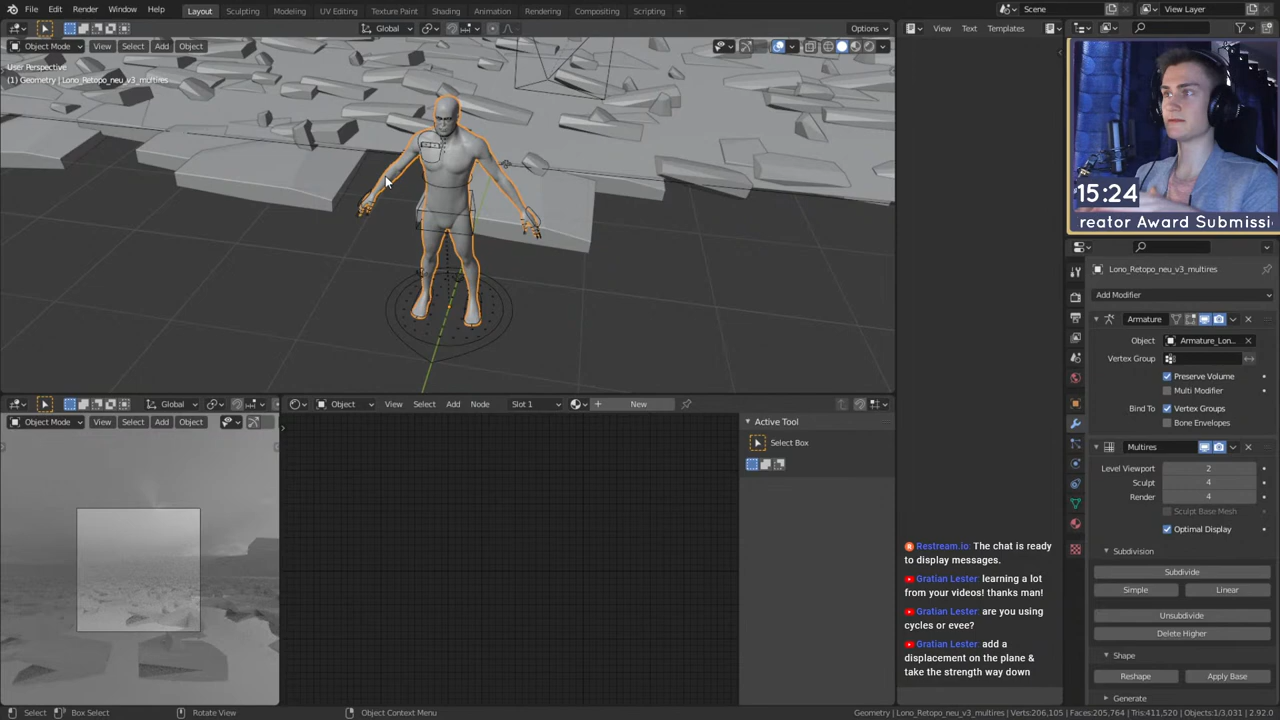 File Edit Render Window Help Layout Sculpting Modeling UV Editing Texture Paint Shading Animation Rendering Compositing Scripting + Scene View Layer
Global Options View Text Templates
Object Mode View Select Add Object
User Perspective
(1) Geometry | Lono_Retopo_neu_v3_multires
15:24
reator Award Submissi
Lono_Retopo_neu_v3_multires
Add Modifier
Armature
Object Armature_Lon...
Vertex Group
Preserve Volume
Multi Modifier
Bind To Vertex Groups
Bone Envelopes
Multires
Level Viewport 2
Sculpt 4
Render 4
Sculpt Base Mesh
Optimal Display
Subdivision
Subdivide
Simple Linear
Unsubdivide
Delete Higher
Shape
Reshape Apply Base
Generate
Global Object View Select Add Node Slot 1 New
Object Mode View Select Add Object
Active Tool
Select Box
Restream.io: The chat is ready
to display messages.
Gratian Lester: learning a lot
from your videos! thanks man!
Gratian Lester: are you using
cycles or evee?
Gratian Lester: add a
displacement on the plane &
take the strength way down
Select Box Select Rotate View Object Context Menu Geometry | Lono_Retopo_neu_v3_multires | Verts:206,105 | Faces:205,764 | Tris:411,520 | Objects:1/3,031 | 2.92.0